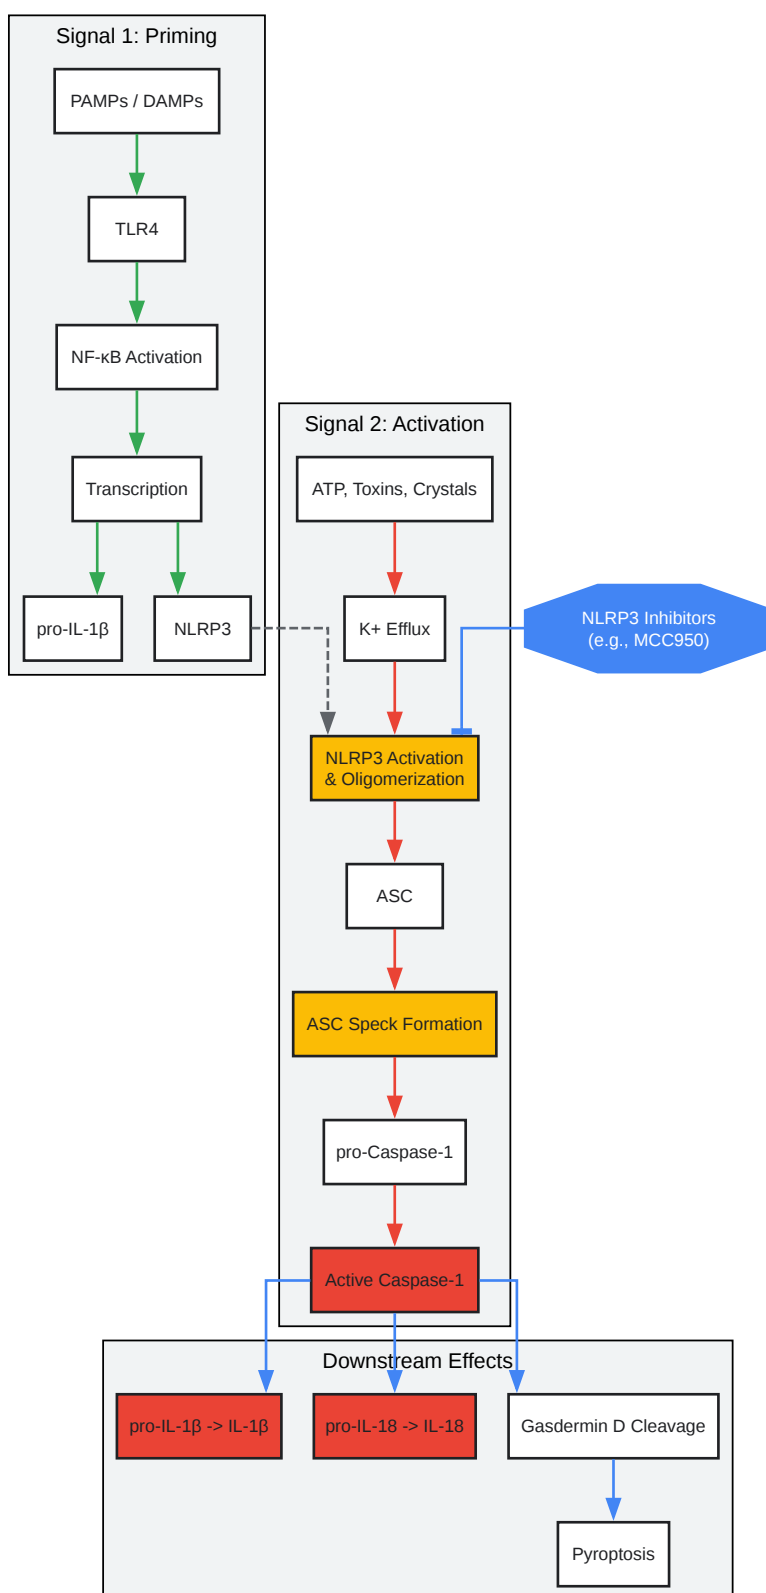 Signal 1: Priming
PAMPs / DAMPs
TLR4
NF-κB Activation
Transcription
pro-IL-1β
NLRP3
Signal 2: Activation
ATP, Toxins, Crystals
K+ Efflux
NLRP3 Inhibitors
(e.g., MCC950)
NLRP3 Activation
& Oligomerization
ASC
ASC Speck Formation
pro-Caspase-1
Active Caspase-1
Downstream Effects
pro-IL-1β -> IL-1β
pro-IL-18 -> IL-18
Gasdermin D Cleavage
Pyroptosis